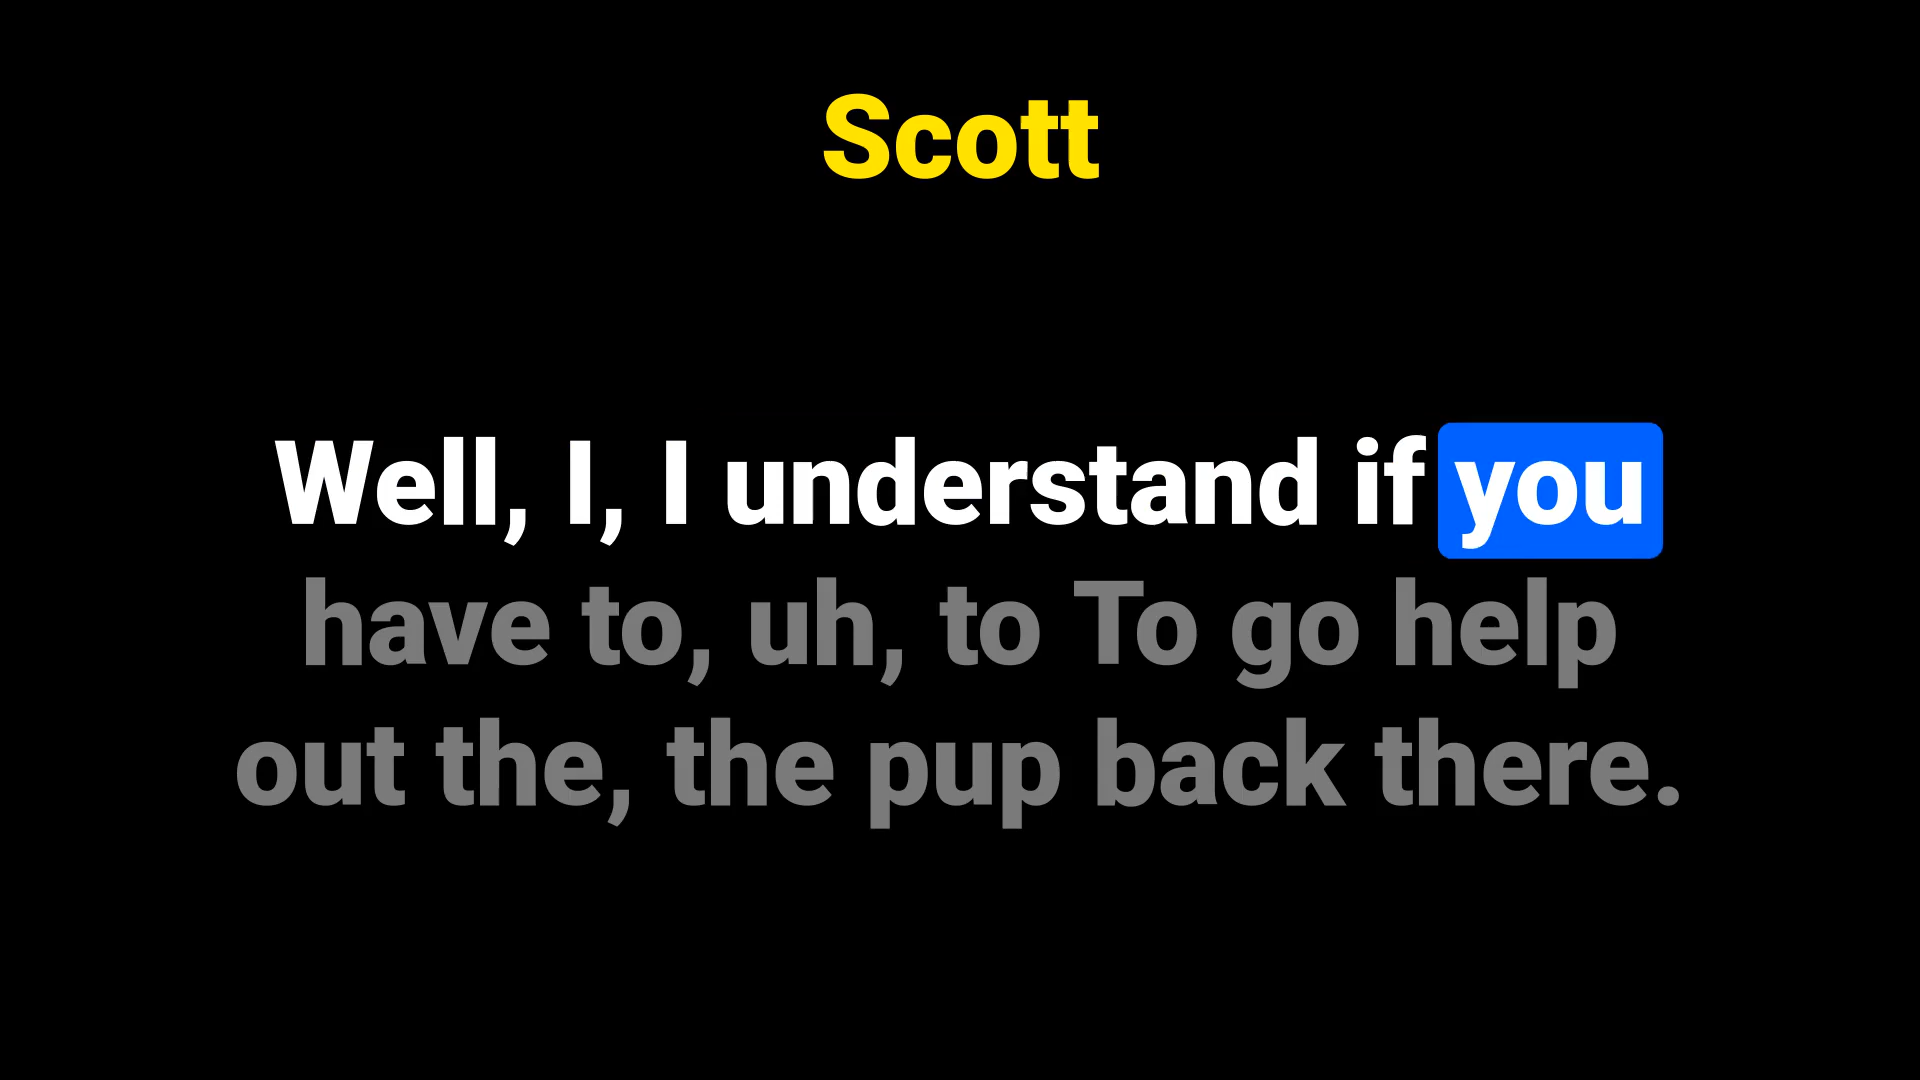 Scott
Well, I, I understand if you
have to, uh, to To go help
out the, the pup back there.